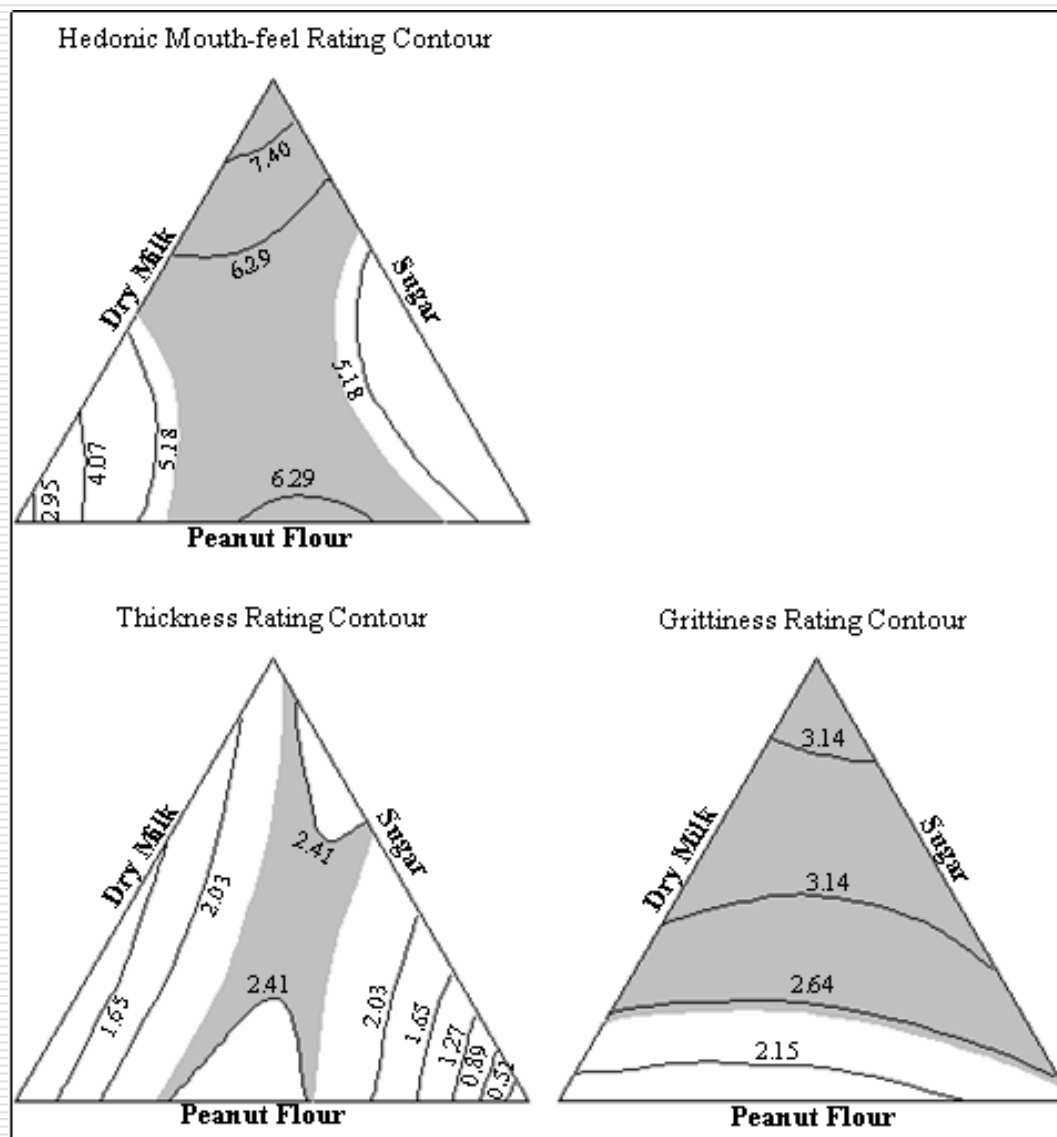 Hedonic Mouth-feel Rating Contour
7.40
6.29
Dry Milk
Sugar
5.18
5.18
4.07
2.95
6.29
Peanut Flour
Thickness Rating Contour
2.41
Dry Milk
Sugar
2.03
1.65
2.41
2.03
1.65
1.27
0.89
0.51
Peanut Flour
Grittiness Rating Contour
3.14
Dry Milk
Sugar
3.14
2.64
2.15
Peanut Flour